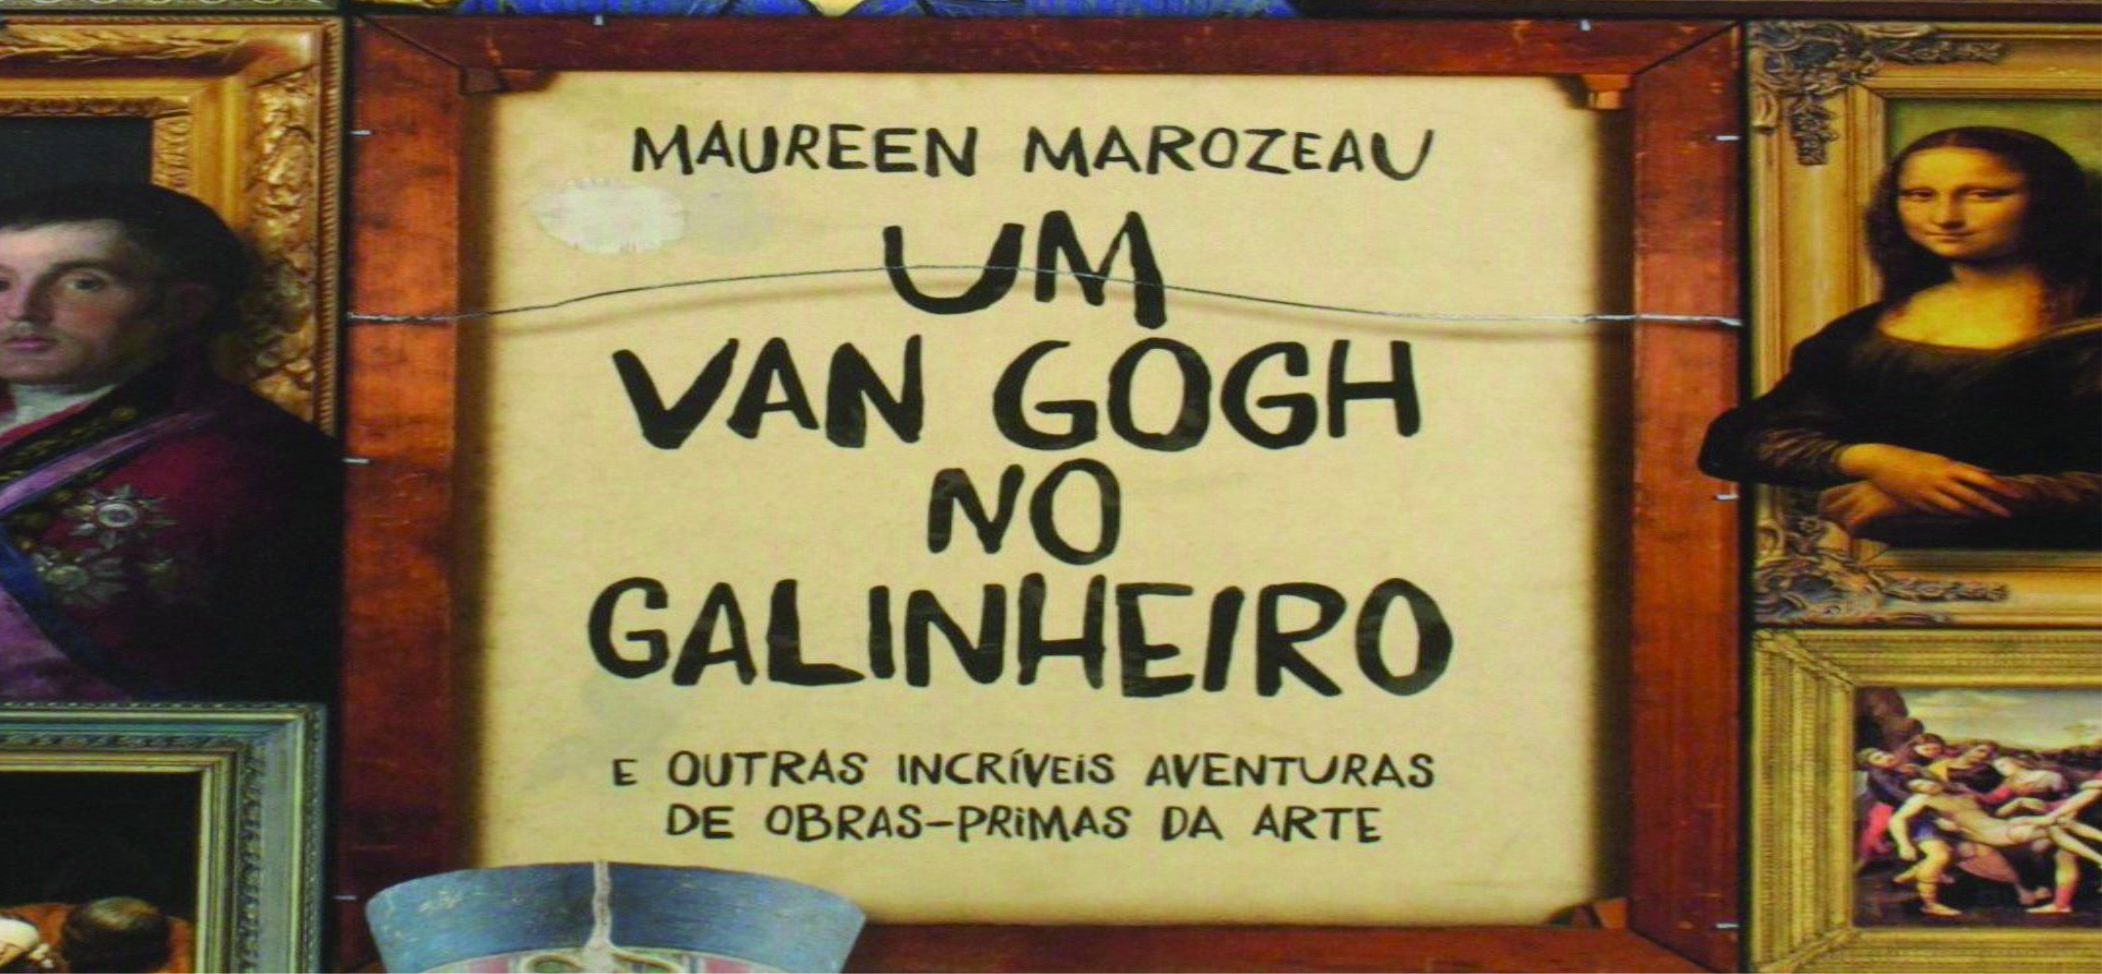 MAUREEN MAROZEAU
UM
VAN GOGH
NO
GALINHEIRO
E OUTRAS INCRÍVEIS AVENTURAS
DE OBRAS-PRIMAS DA ARTE